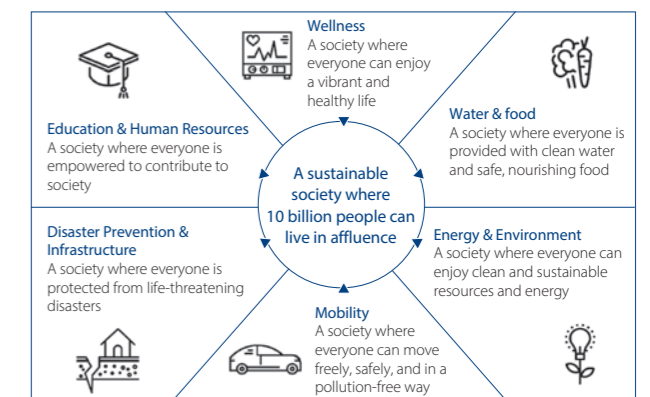 Wellness
A society where
everyone can enjoy
a vibrant and
healthy life
Education & Human Resources
A society where everyone is
empowered to contribute to
society
Water & food
A society where everyone is
provided with clean water
and safe, nourishing food
A sustainable
society where
10 billion people can
live in affluence
Disaster Prevention &
Infrastructure
A society where everyone is
protected from life-threatening
disasters
Energy & Environment
A society where everyone can
enjoy clean and sustainable
resources and energy
Mobility
A society where
everyone can move
freely, safely, and in a
pollution-free way